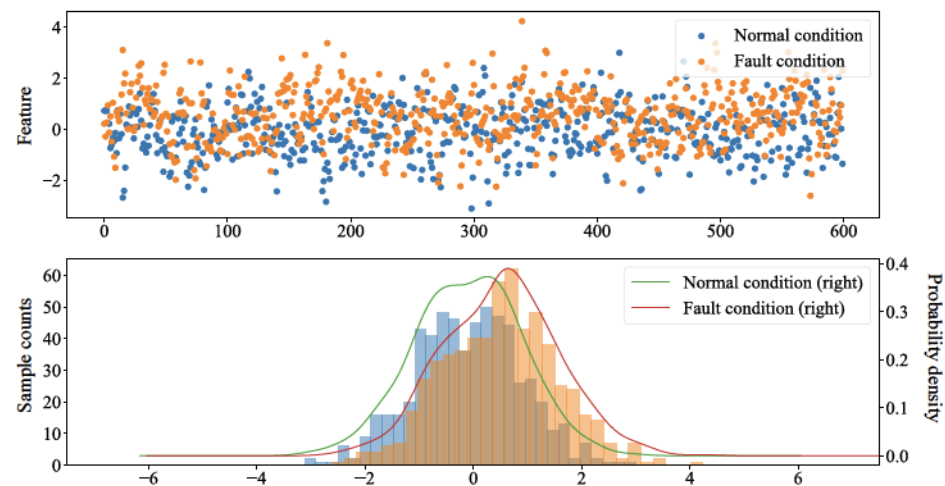 4
2
0
−2
Feature
Normal condition
Fault condition
0 100 200 300 400 500 600
60
50
40
30
20
10
0
Sample counts
Normal condition (right)
Fault condition (right)
0.4
0.3
0.2
0.1
0.0
Probability density
−6 −4 −2 0 2 4 6